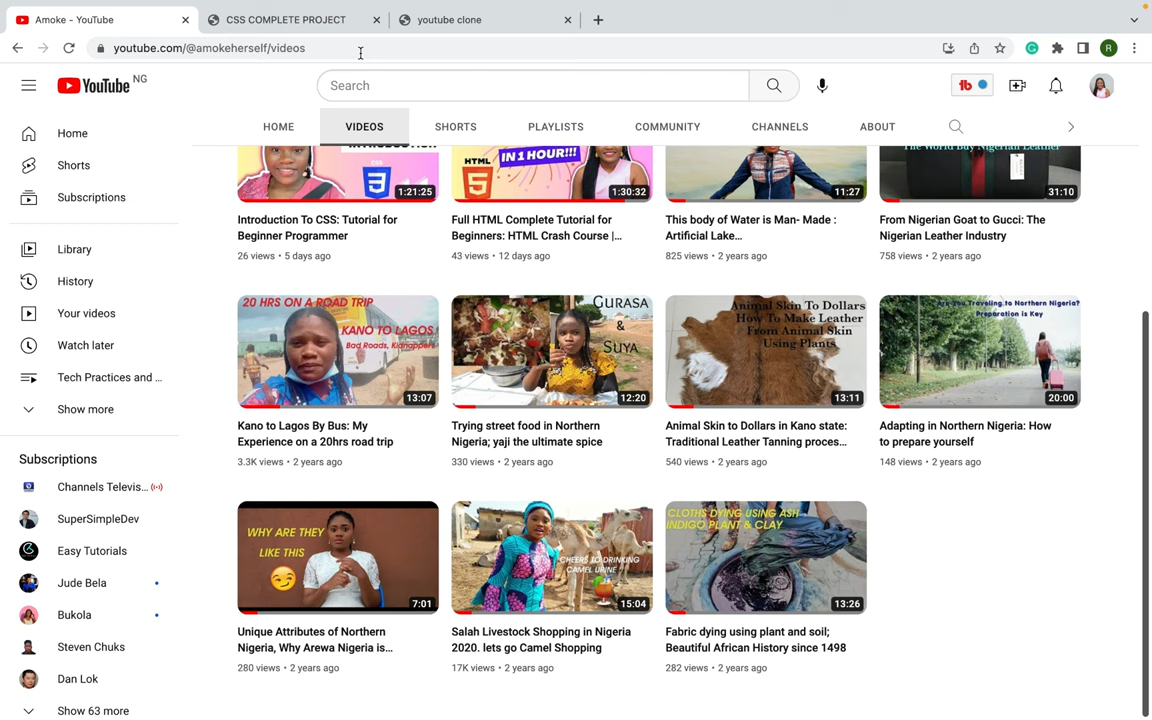 Amoke - YouTube
CSS COMPLETE PROJECT
youtube clone
youtube.com/@amokeherself/videos
R
YouTube NG
Search
tb
HOME
VIDEOS
SHORTS
PLAYLISTS
COMMUNITY
CHANNELS
ABOUT
Home
Shorts
Subscriptions
Library
History
Your videos
Watch later
Tech Practices and ...
Show more
Subscriptions
Channels Televis...
SuperSimpleDev
Easy Tutorials
Jude Bela
Bukola
Steven Chuks
Dan Lok
Show 63 more
CSS
1:21:25
HTML
IN 1 HOUR!!!
1:30:32
11:27
The World Buy Nigerian Leather
31:10
Introduction To CSS: Tutorial for
Beginner Programmer
26 views • 5 days ago
Full HTML Complete Tutorial for
Beginners: HTML Crash Course |...
43 views • 12 days ago
This body of Water is Man- Made :
Artificial Lake...
825 views • 2 years ago
From Nigerian Goat to Gucci: The
Nigerian Leather Industry
758 views • 2 years ago
20 HRS ON A ROAD TRIP
KANO TO LAGOS
Bad Roads, Kidnappers
13:07
GURASA
&
SUYA
12:20
Animal Skin To Dollars
How To Make Leather
From Animal Skin
Using Plants
13:11
Are You Traveling to Northern Nigeria?
Preparation is Key
20:00
Kano to Lagos By Bus: My
Experience on a 20hrs road trip
3.3K views • 2 years ago
Trying street food in Northern
Nigeria; yaji the ultimate spice
330 views • 2 years ago
Animal Skin to Dollars in Kano state:
Traditional Leather Tanning proces...
540 views • 2 years ago
Adapting in Northern Nigeria: How
to prepare yourself
148 views • 2 years ago
WHY ARE THEY
LIKE THIS
7:01
CHEERS TO DRINKING
CAMEL URINE
15:04
CLOTHS DYING USING ASH
INDIGO PLANT & CLAY
13:26
Unique Attributes of Northern
Nigeria, Why Arewa Nigeria is...
280 views • 2 years ago
Salah Livestock Shopping in Nigeria
2020. lets go Camel Shopping
17K views • 2 years ago
Fabric dying using plant and soil;
Beautiful African History since 1498
282 views • 2 years ago